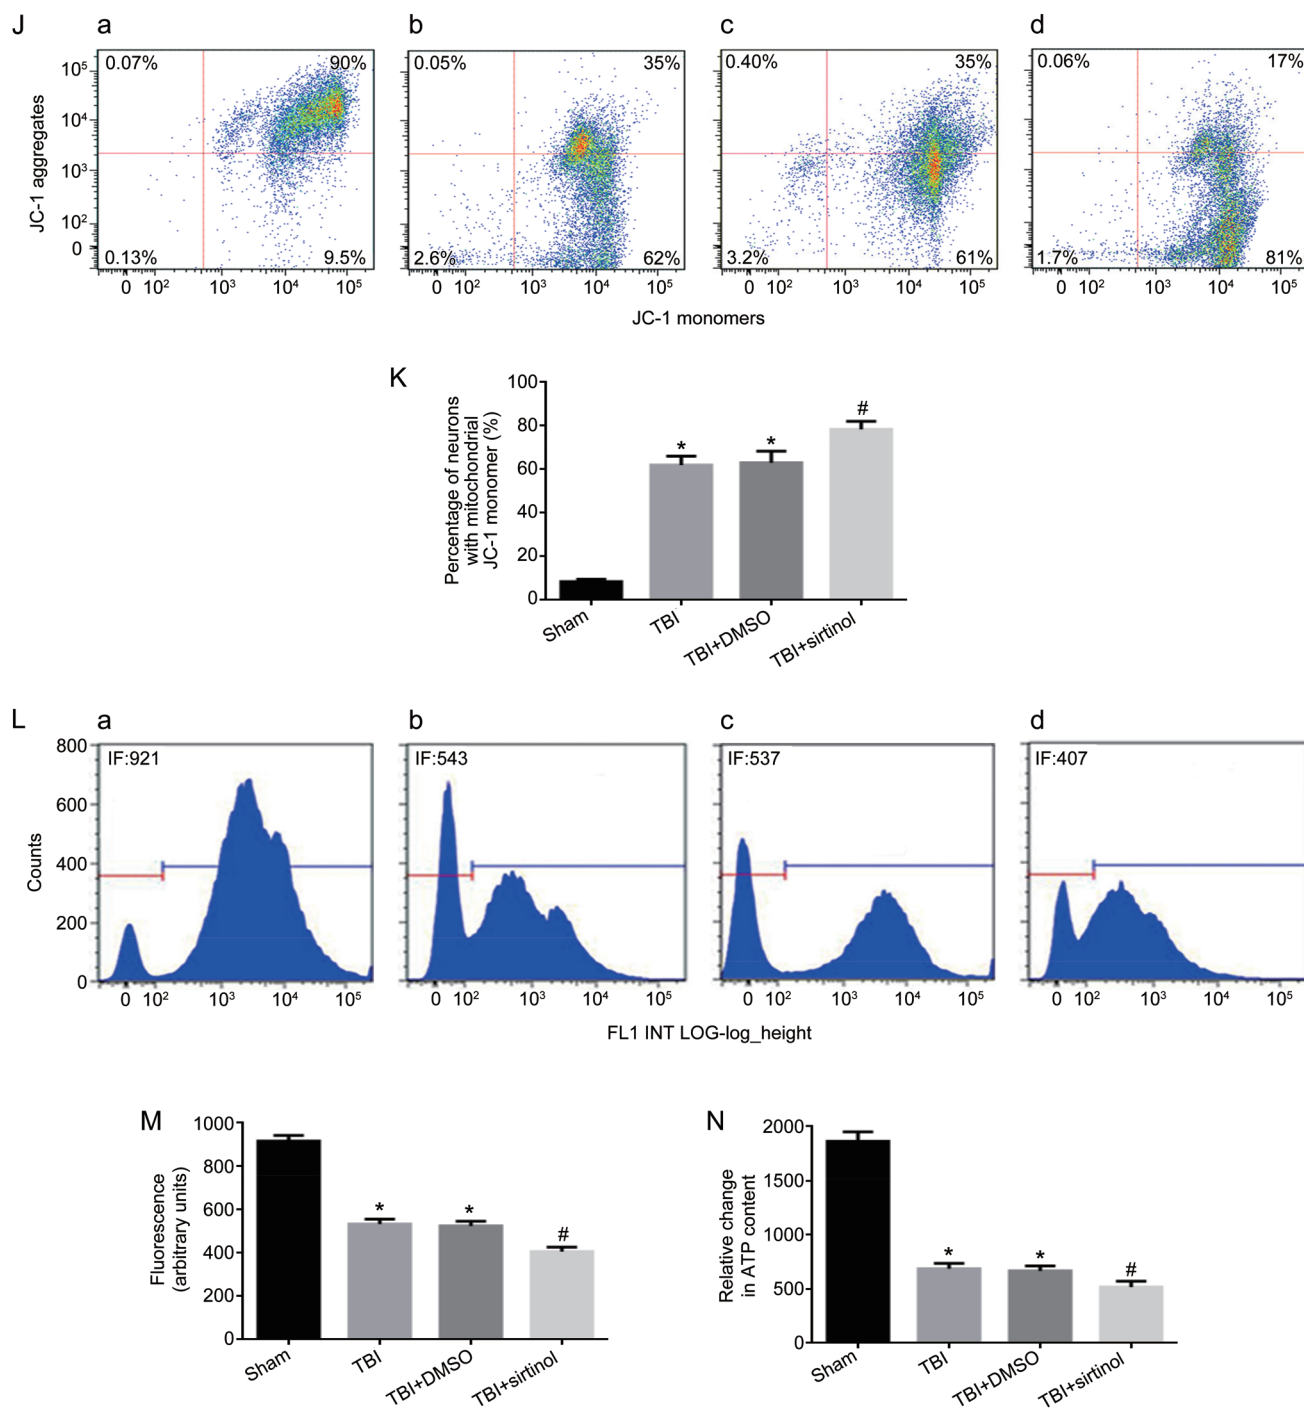 J a b c d
0.07% 90% 0.05% 35% 0.40% 35% 0.06% 17%
10⁵
10⁴
10³
10²
0
JC-1 aggregates
0.13% 9.5% 2.6% 62% 3.2% 61% 1.7% 81%
0 10² 10³ 10⁴ 10⁵ 0 10² 10³ 10⁴ 10⁵ 0 10² 10³ 10⁴ 10⁵ 0 10² 10³ 10⁴ 10⁵
JC-1 monomers
K
Percentage of neurons
with mitochondrial
JC-1 monomer (%)
100
80
60
40
20
0
* * #
Sham TBI TBI+DMSO TBI+sirtinol
L a b c d
IF:921 IF:543 IF:537 IF:407
800
600
400
200
0
Counts
0 10² 10³ 10⁴ 10⁵ 0 10² 10³ 10⁴ 10⁵ 0 10² 10³ 10⁴ 10⁵ 0 10² 10³ 10⁴ 10⁵
FL1 INT LOG-log_height
M
Fluorescence
(arbitrary units)
1000
800
600
400
200
0
* * #
Sham TBI TBI+DMSO TBI+sirtinol
N
Relative change
in ATP content
2000
1500
1000
500
0
* * #
Sham TBI TBI+DMSO TBI+sirtinol